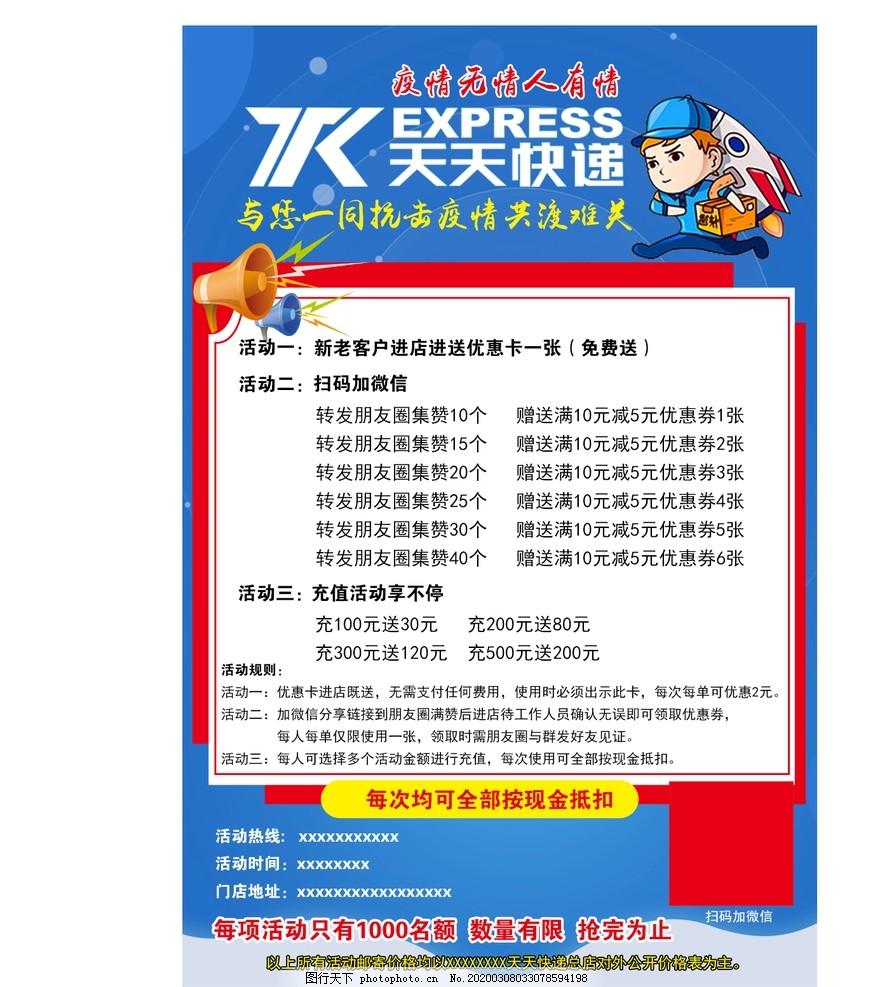 疫情无情人有情
TTK EXPRESS
天天快递
与您一同抗击疫情共渡难关
活动一：新老客户进店进送优惠卡一张（免费送）
活动二：扫码加微信
转发朋友圈集赞10个 赠送满10元减5元优惠券1张
转发朋友圈集赞15个 赠送满10元减5元优惠券2张
转发朋友圈集赞20个 赠送满10元减5元优惠券3张
转发朋友圈集赞25个 赠送满10元减5元优惠券4张
转发朋友圈集赞30个 赠送满10元减5元优惠券5张
转发朋友圈集赞40个 赠送满10元减5元优惠券6张
活动三：充值活动享不停
充100元送30元 充200元送80元
充300元送120元 充500元送200元
活动规则：
活动一：优惠卡进店既送，无需支付任何费用，使用时必须出示此卡，每次每单可优惠2元。
活动二：加微信分享链接到朋友圈满赞后进店待工作人员确认无误即可领取优惠券，
每人每单仅限使用一张，领取时需朋友圈与群发好友见证。
活动三：每人可选择多个活动金额进行充值，每次使用可全部按现金抵扣。
每次均可全部按现金抵扣
活动热线：xxxxxxxxxxx
活动时间：xxxxxxxx
门店地址：xxxxxxxxxxxxxxxxx
扫码加微信
每项活动只有1000名额 数量有限 抢完为止
以上所有活动邮寄价格均以xxxxxxxx天天快递总店对外公开价格表为主。
图行天下 photophoto.cn No.20200308033078594198